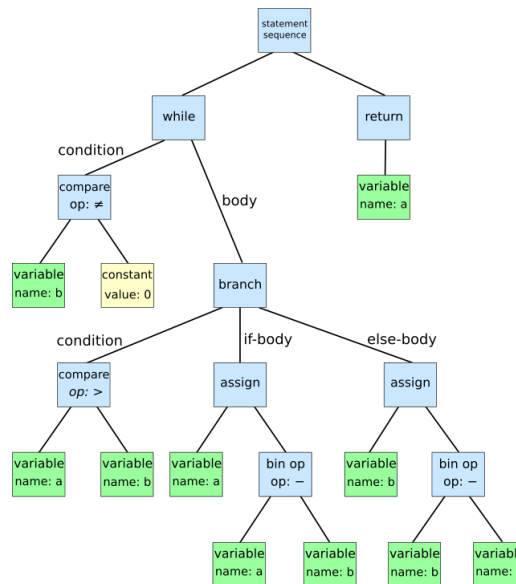 statement
sequence
while
return
condition
body
compare
op: ≠
variable
name: a
variable
name: b
constant
value: 0
branch
condition
if-body
else-body
compare
op: >
assign
assign
variable
name: a
variable
name: b
variable
name: a
bin op
op: −
variable
name: b
bin op
op: −
variable
name: a
variable
name: b
variable
name: b
variable
name: